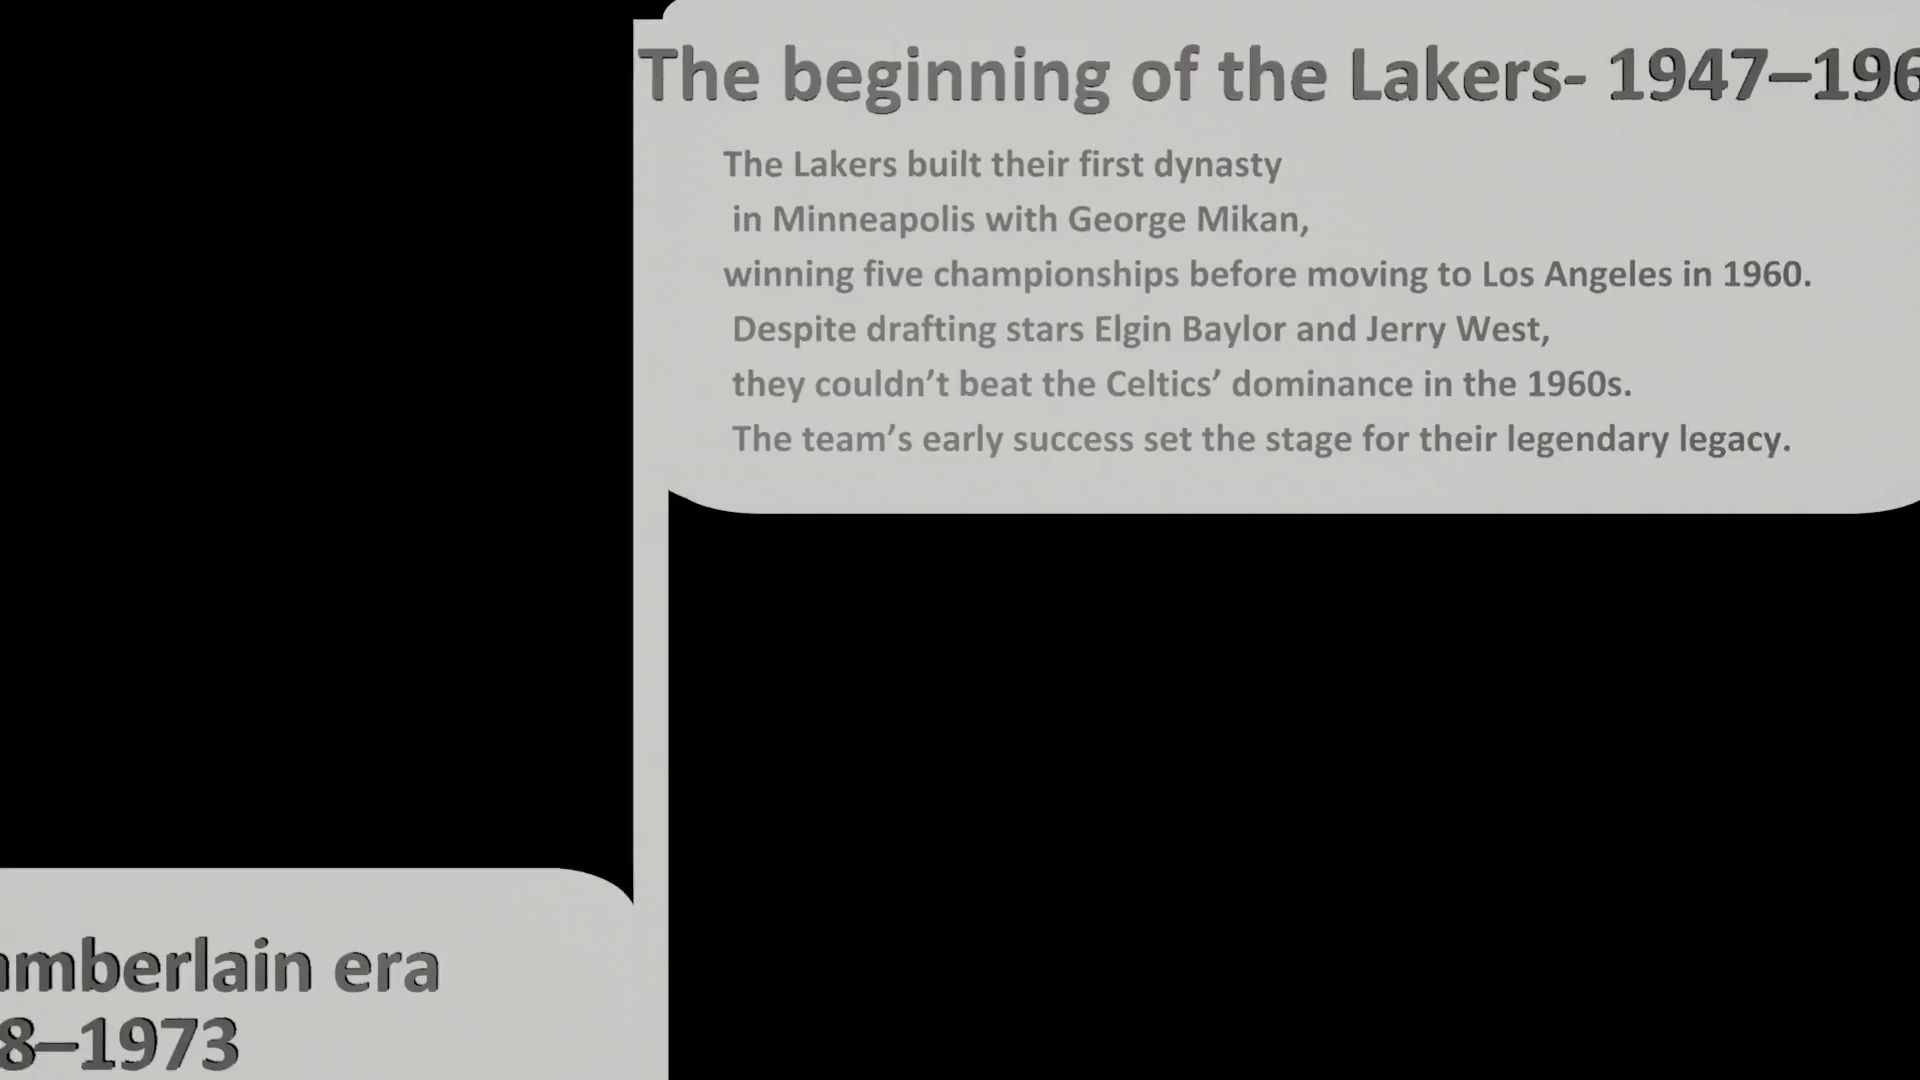 The beginning of the Lakers- 1947–196
The Lakers built their first dynasty
in Minneapolis with George Mikan,
winning five championships before moving to Los Angeles in 1960.
Despite drafting stars Elgin Baylor and Jerry West,
they couldn’t beat the Celtics’ dominance in the 1960s.
The team’s early success set the stage for their legendary legacy.
amberlain era
8–1973